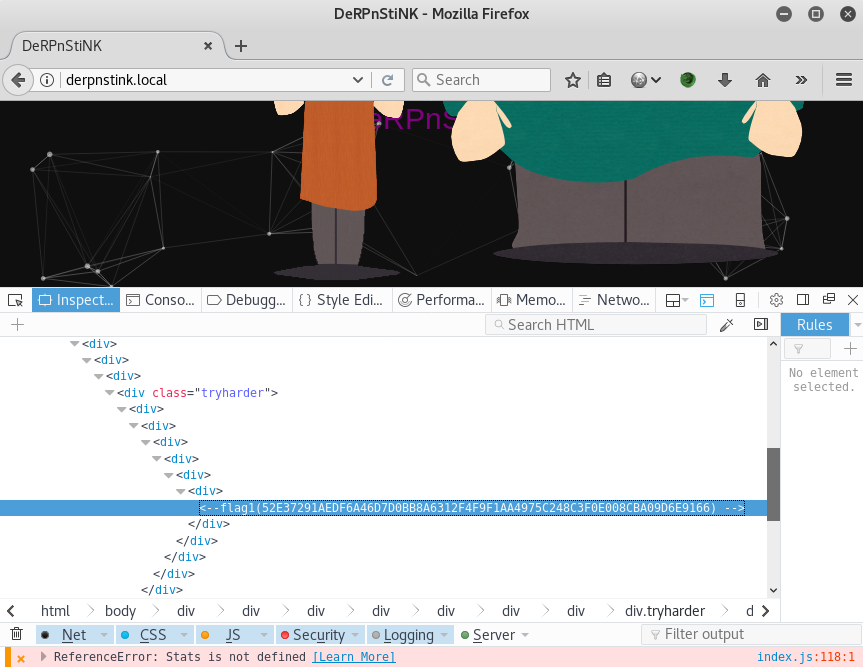 DeRPnStiNK - Mozilla Firefox
DeRPnStiNK × +
derpnstink.local Search
Inspect... Conso... Debugg... Style Edi... Performa... Memo... Netwo...
Search HTML Rules
<div>
<div>
<div>
No element selected.
<div class="tryharder">
<div>
<div>
<div>
<div>
<div>
<div>
<--flag1(52E37291AEDF6A46D7D0BB8A6312F4F9F1AA4975C248C3F0E008CBA09D6E9166) -->
</div>
</div>
</div>
</div>
</div>
html body div div div div div div div div.tryharder d
Net CSS JS Security Logging Server Filter output
ReferenceError: Stats is not defined [Learn More] index.js:118:1